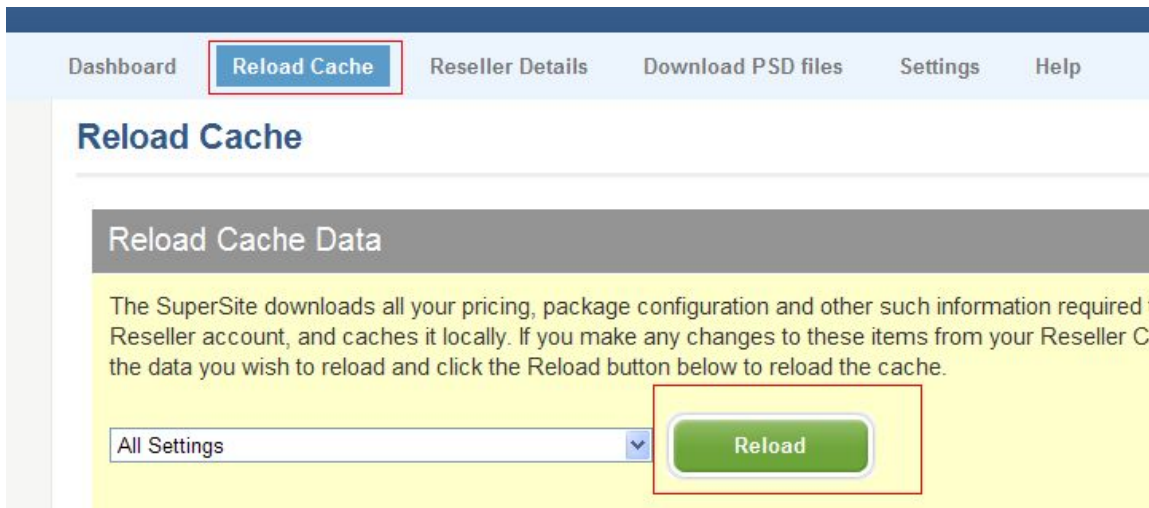 Dashboard Reload Cache Reseller Details Download PSD files Settings Help
Reload Cache
Reload Cache Data
The SuperSite downloads all your pricing, package configuration and other such information required
Reseller account, and caches it locally. If you make any changes to these items from your Reseller C
the data you wish to reload and click the Reload button below to reload the cache.
All Settings Reload